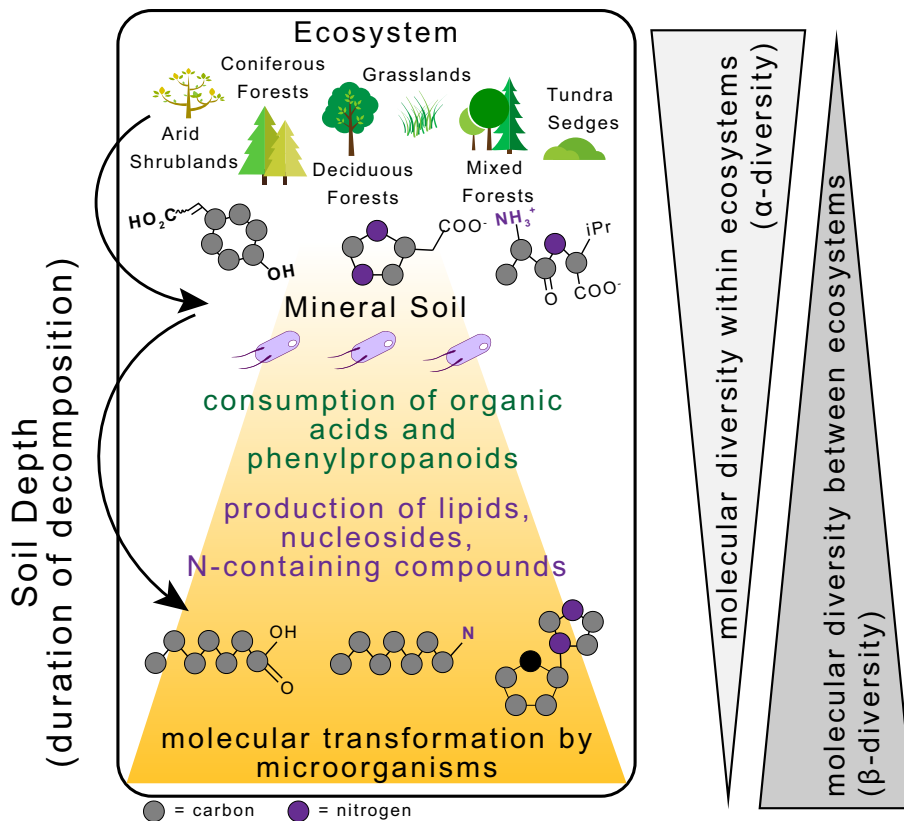 Ecosystem
Coniferous
Forests
Grasslands
Tundra
Sedges
Arid
Shrublands
Deciduous
Forests
Mixed
Forests
HO₂C
OH
COO⁻
NH₃⁺
iPr
O
COO⁻
Mineral Soil
consumption of organic
acids and
phenylpropanoids
production of lipids,
nucleosides,
N-containing compounds
OH
O
N
molecular transformation by
microorganisms
= carbon
= nitrogen
Soil Depth
(duration of decomposition)
molecular diversity within ecosystems
(α-diversity)
molecular diversity between ecosystems
(β-diversity)